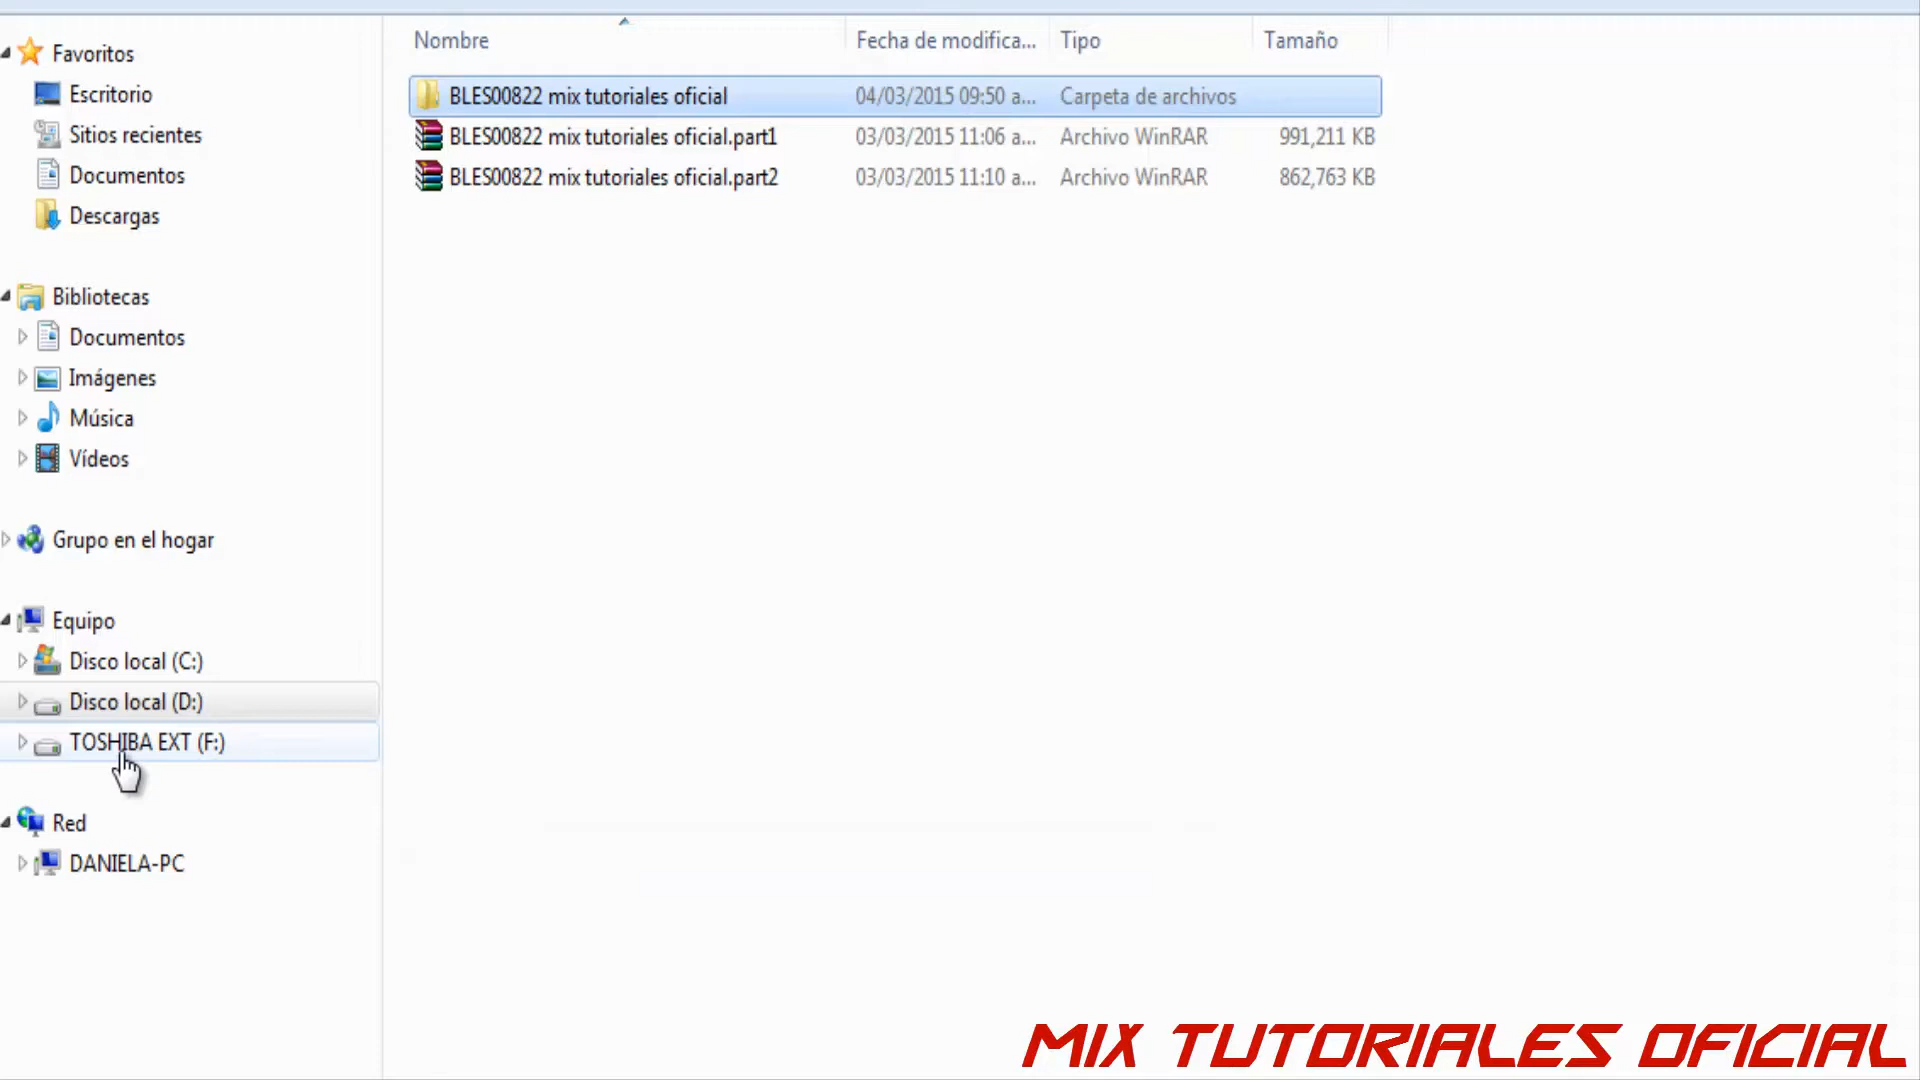 Nombre Fecha de modifica... Tipo Tamaño
BLES00822 mix tutoriales oficial 04/03/2015 09:50 a... Carpeta de archivos
BLES00822 mix tutoriales oficial.part1 03/03/2015 11:06 a... Archivo WinRAR 991,211 KB
BLES00822 mix tutoriales oficial.part2 03/03/2015 11:10 a... Archivo WinRAR 862,763 KB
Favoritos
Escritorio
Sitios recientes
Documentos
Descargas
Bibliotecas
Documentos
Imágenes
Música
Vídeos
Grupo en el hogar
Equipo
Disco local (C:)
Disco local (D:)
TOSHIBA EXT (F:)
Red
DANIELA-PC
MIX TUTORIALES OFICIAL